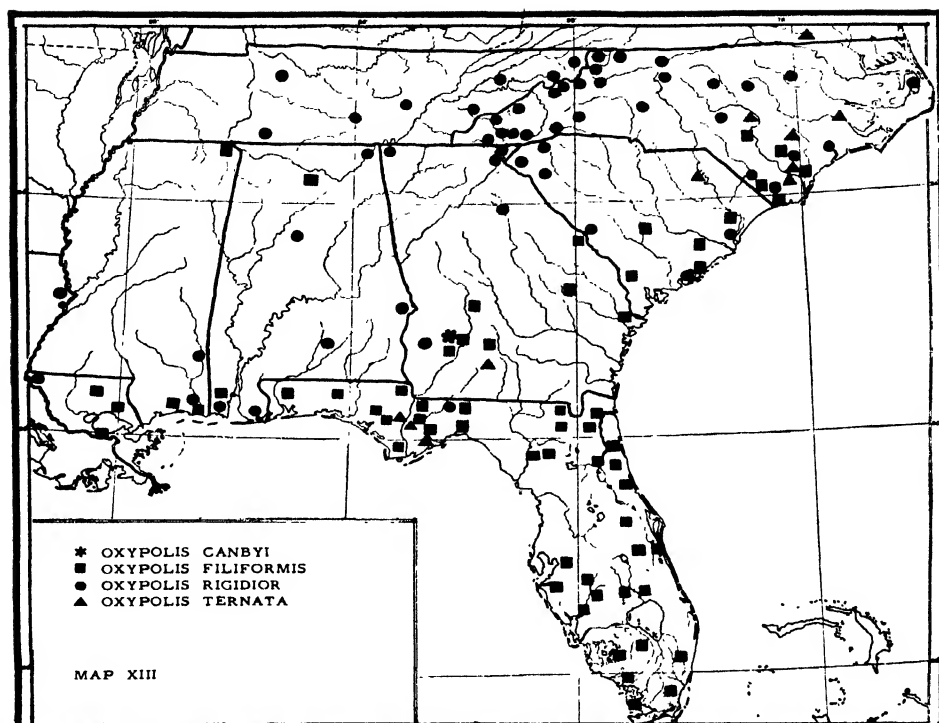 * OXYPOLIS CANBYI
■ OXYPOLIS FILIFORMIS
● OXYPOLIS RIGIDIOR
▲ OXYPOLIS TERNATA
MAP XIII